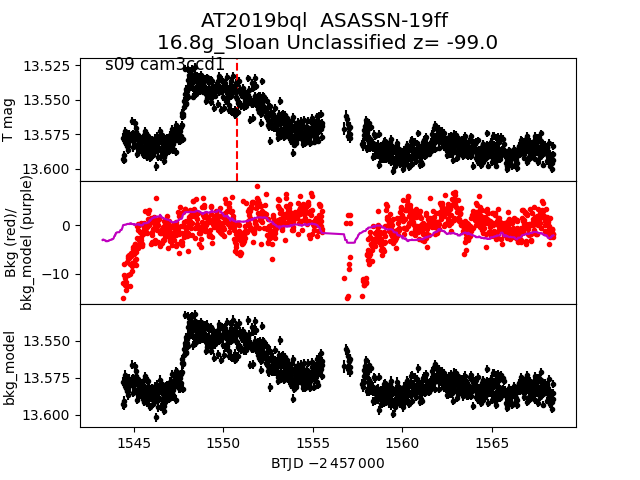 AT2019bql  ASASSN-19ff
16.8g_Sloan Unclassified z= -99.0
s09 cam3ccd1
T mag
13.525
13.550
13.575
13.600
Bkg (red)/
bkg_model (purple)
0
−10
bkg_model
13.550
13.575
13.600
1545 1550 1555 1560 1565
BTJD −2 457 000